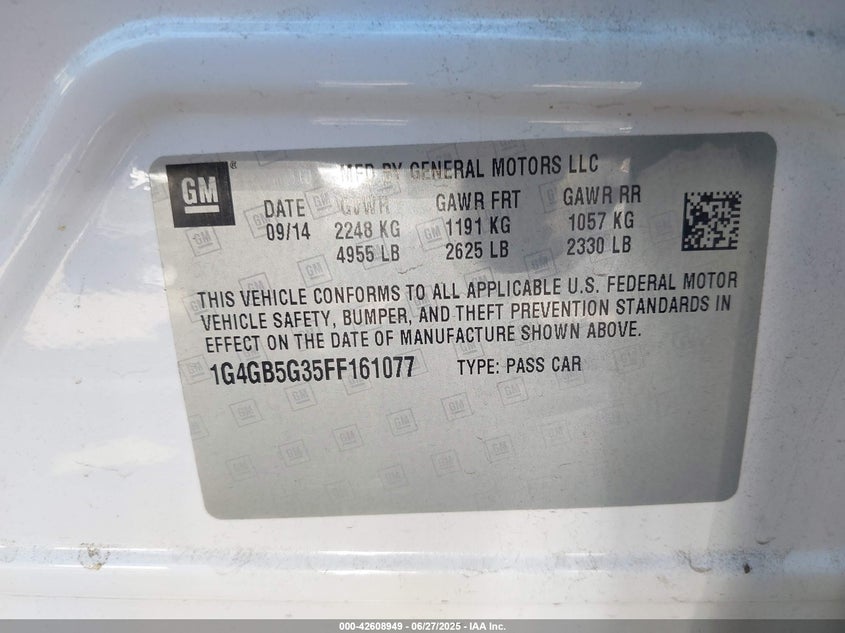 GM
MFD BY GENERAL MOTORS LLC
DATE GVWR GAWR FRT GAWR RR
09/14 2248 KG 1191 KG 1057 KG
4955 LB 2625 LB 2330 LB
THIS VEHICLE CONFORMS TO ALL APPLICABLE U.S. FEDERAL MOTOR
VEHICLE SAFETY, BUMPER, AND THEFT PREVENTION STANDARDS IN
EFFECT ON THE DATE OF MANUFACTURE SHOWN ABOVE.
1G4GB5G35FF161077 TYPE: PASS CAR
000-42608949 | 06/27/2025 | IAA Inc.